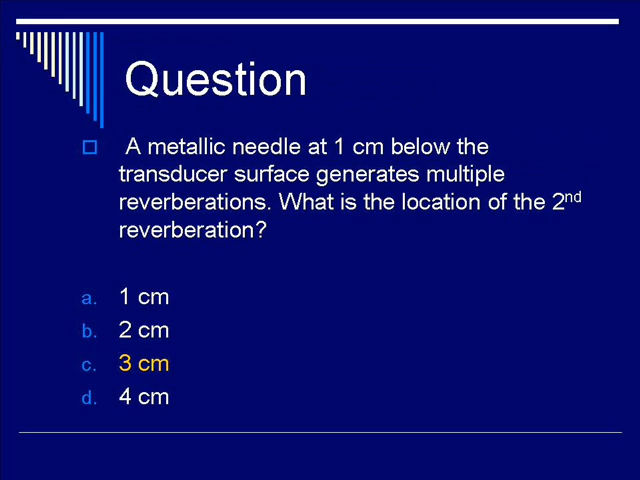 Question
A metallic needle at 1 cm below the
transducer surface generates multiple
reverberations. What is the location of the 2nd
reverberation?
a. 1 cm
b. 2 cm
c. 3 cm
d. 4 cm